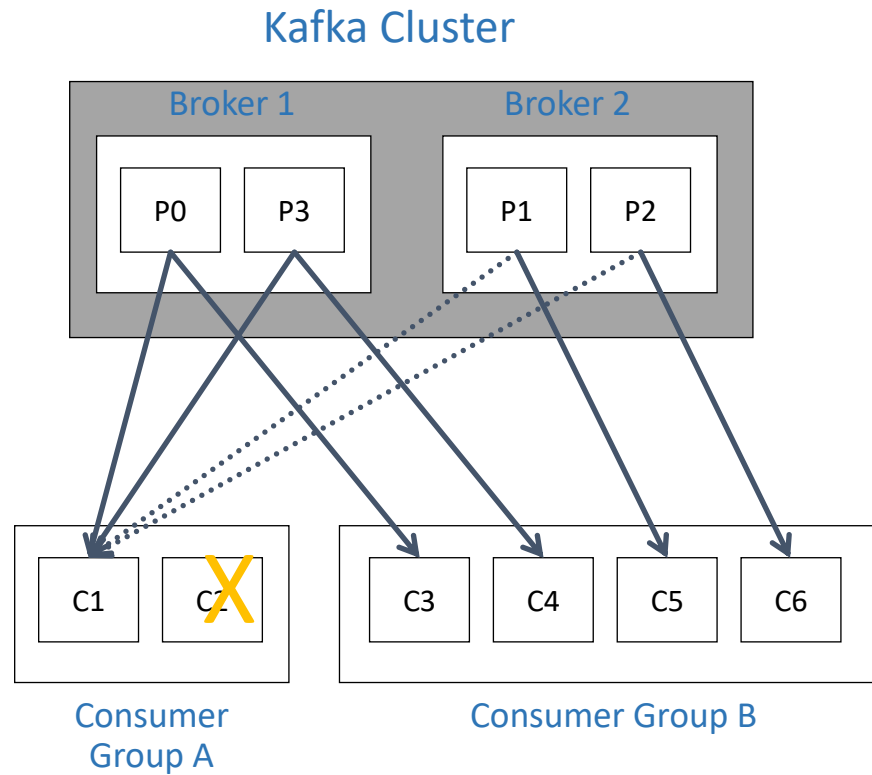 Kafka Cluster
Broker 1 Broker 2
P0 P3 P1 P2
C1 C2 C3 C4 C5 C6
X
Consumer
Group A
Consumer Group B